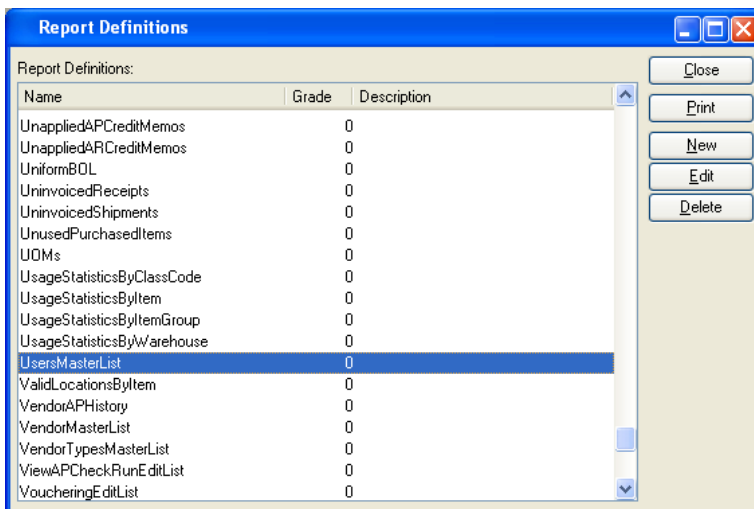 Report Definitions
Report Definitions:
Name Grade Description
UnappliedAPCreditMemos 0
UnappliedARCreditMemos 0
UniformBOL 0
UninvoicedReceipts 0
UninvoicedShipments 0
UnusedPurchasedItems 0
UOMs 0
UsageStatisticsByClassCode 0
UsageStatisticsByItem 0
UsageStatisticsByItemGroup 0
UsageStatisticsByWarehouse 0
UsersMasterList 0
ValidLocationsByItem 0
VendorAPHistory 0
VendorMasterList 0
VendorTypesMasterList 0
ViewAPCheckRunEditList 0
VoucheringEditList 0
Close
Print
New
Edit
Delete